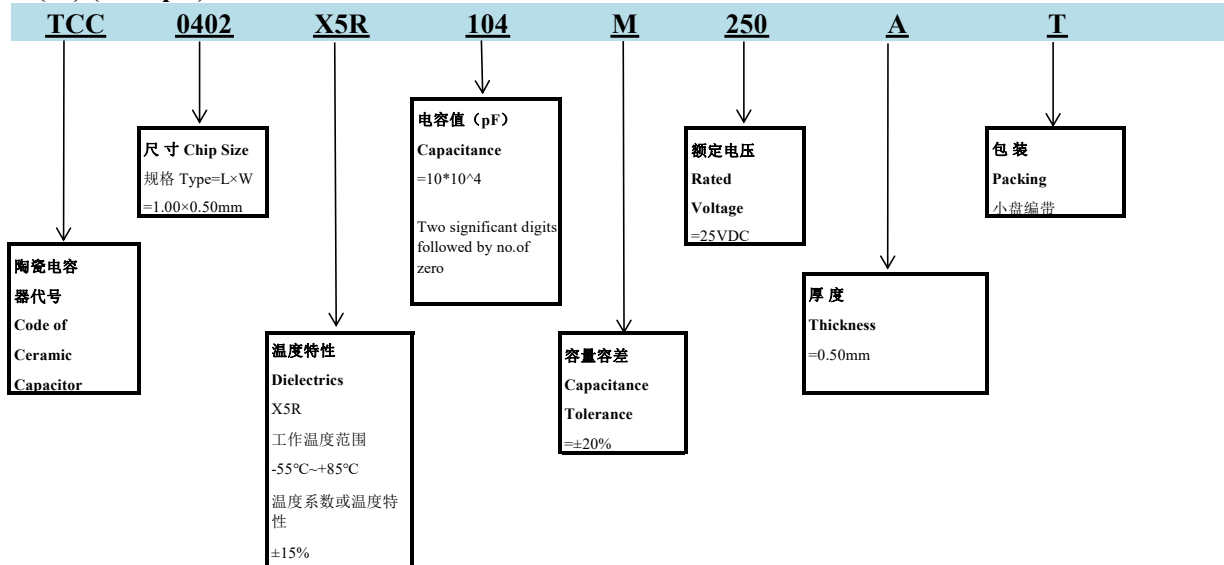 TCC 0402 X5R 104 M 250 A T
陶瓷电容
器代号
Code of
Ceramic
Capacitor
尺 寸 Chip Size
规格 Type=L×W
=1.00×0.50mm
温度特性
Dielectrics
X5R
工作温度范围
-55℃~+85℃
温度系数或温度特
性
±15%
电容值（pF）
Capacitance
=10*10^4
Two significant digits
followed by no.of
zero
容量容差
Capacitance
Tolerance
=±20%
额定电压
Rated
Voltage
=25VDC
厚 度
Thickness
=0.50mm
包 装
Packing
小盘编带